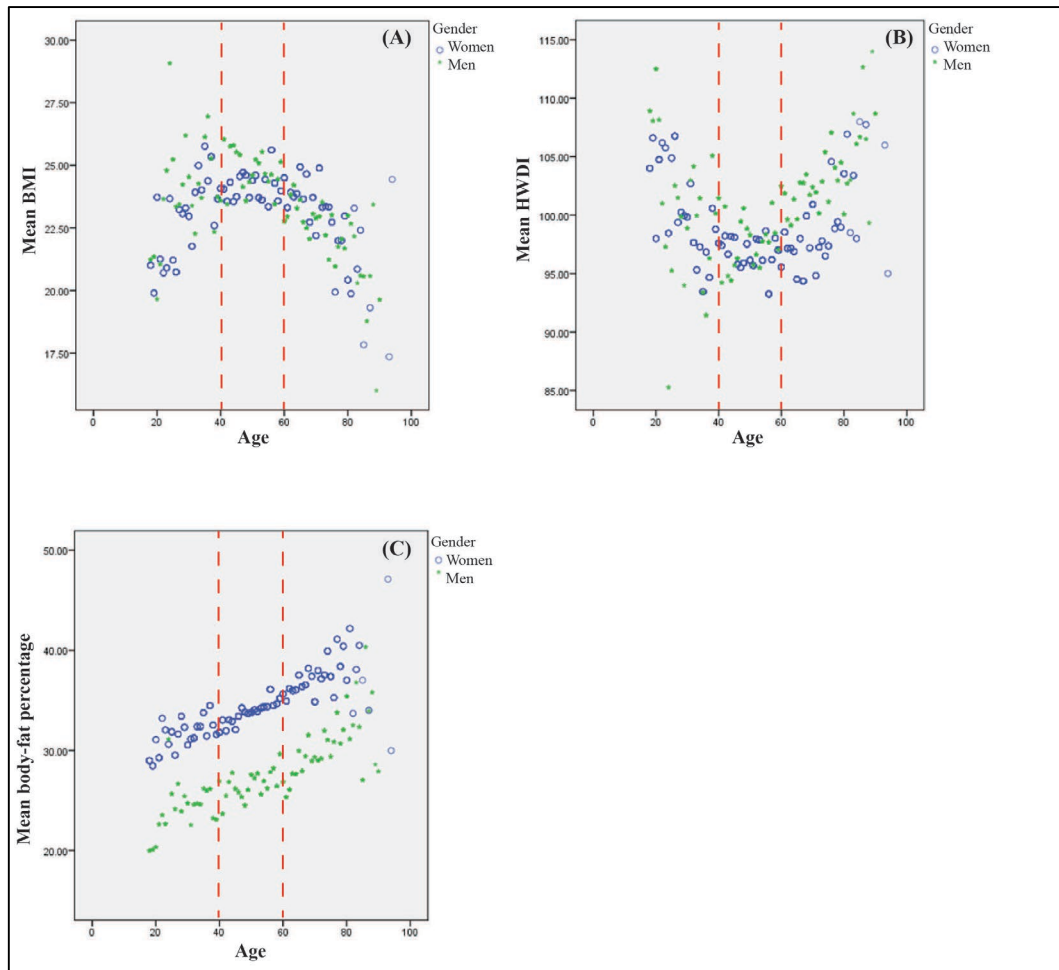 (A)
Gender
Women
Men
30.00
27.50
25.00
22.50
20.00
17.50
Mean BMI
0 20 40 60 80 100
Age
(B)
Gender
Women
Men
115.00
110.00
105.00
100.00
95.00
90.00
85.00
Mean HWDI
0 20 40 60 80 100
Age
(C)
Gender
Women
Men
50.00
40.00
30.00
20.00
Mean body-fat percentage
0 20 40 60 80 100
Age